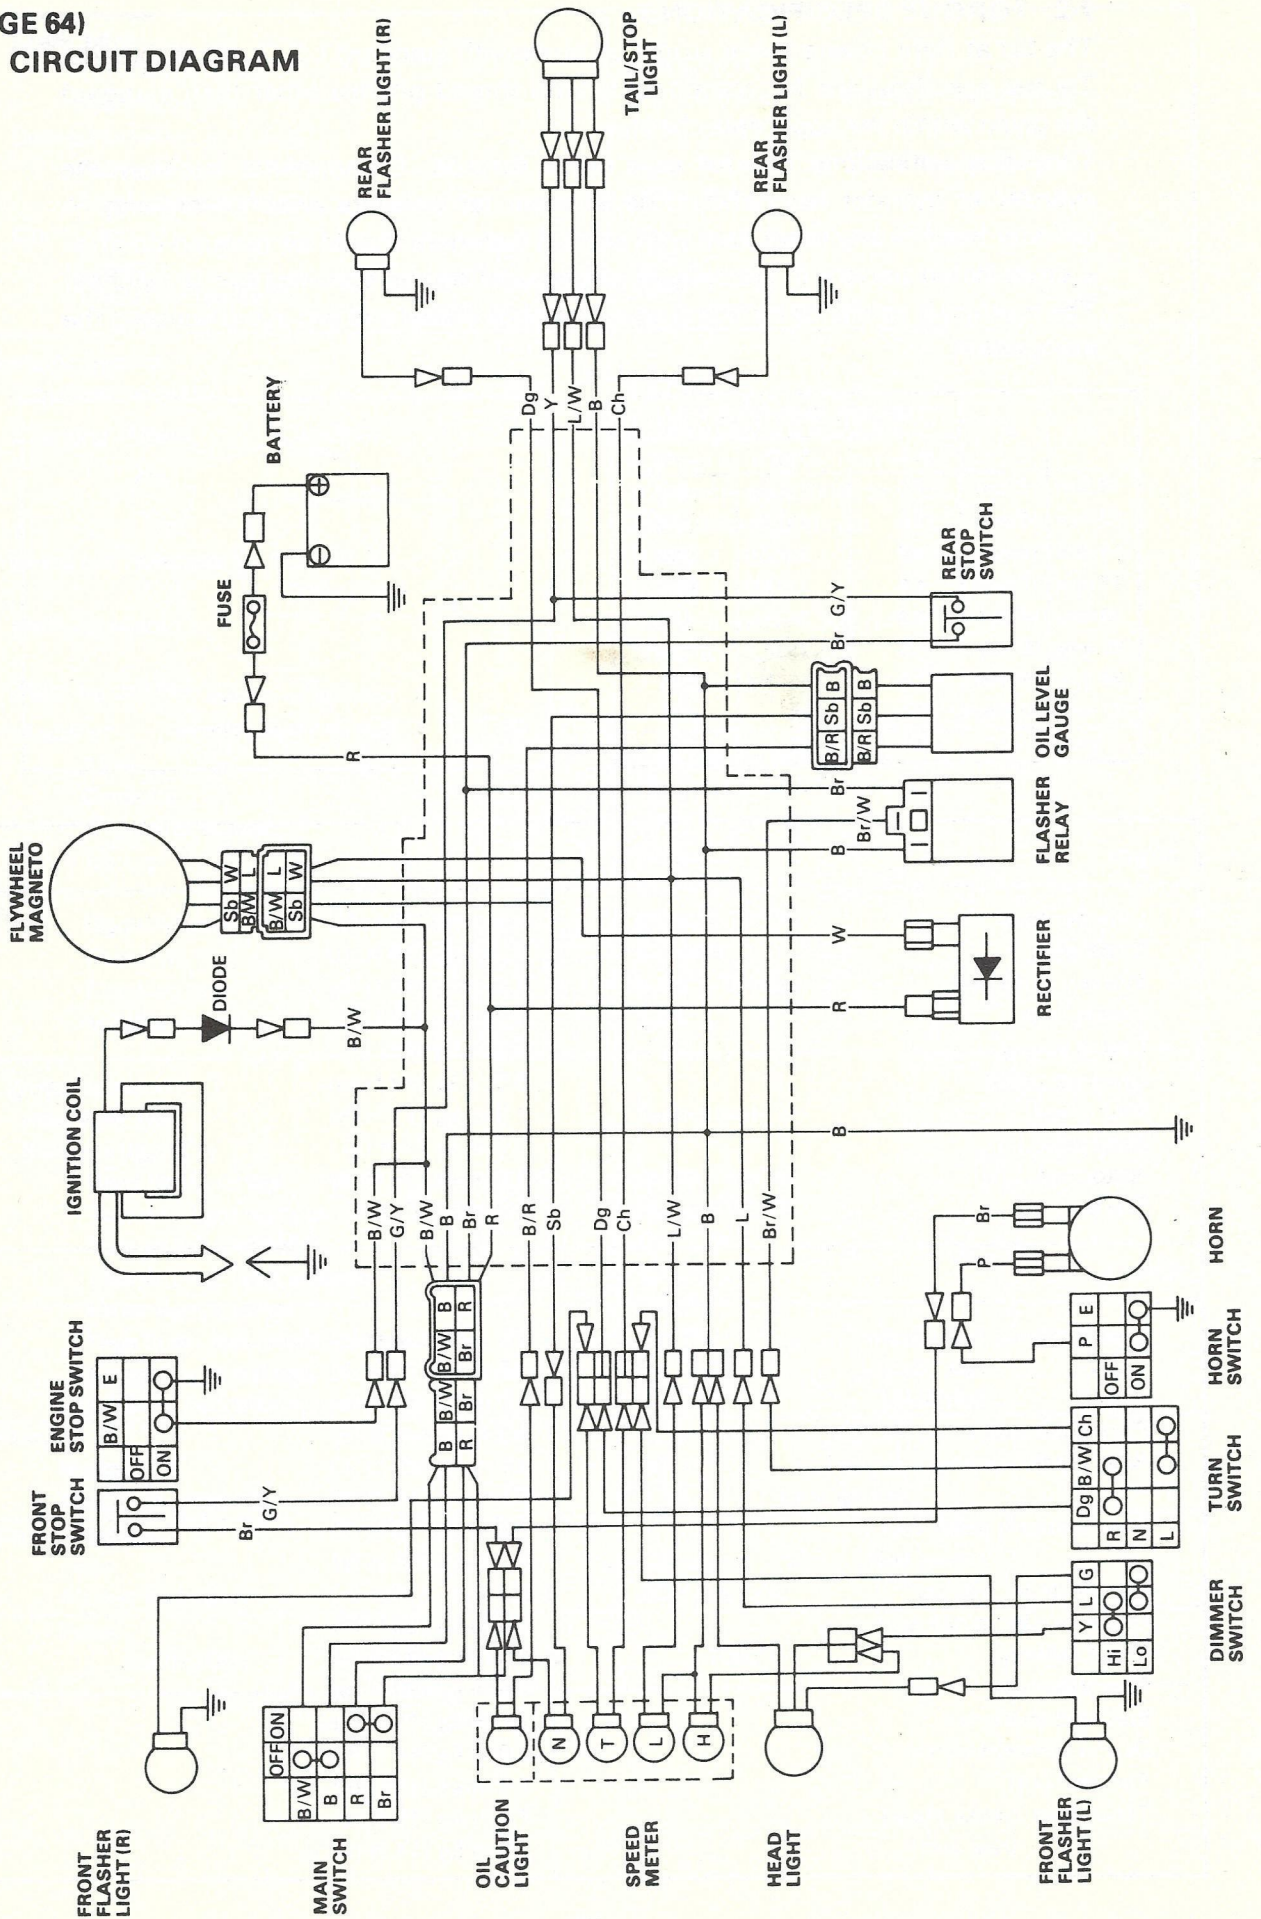 GE 64)
CIRCUIT DIAGRAM
TAIL/STOP
LIGHT
REAR
FLASHER LIGHT (R)
REAR
FLASHER LIGHT (L)
BATTERY
FUSE
Dg
Y
L/W
B
Ch
REAR
STOP
SWITCH
G/Y
Br
OIL LEVEL
GAUGE
B/R Sb B
B/R Sb B
R
FLYWHEEL
MAGNETO
W
L
Sb
B/W
L
W
B/W
Sb
FLASHER
RELAY
Br
Br/W
B
RECTIFIER
W
R
DIODE
B/W
IGNITION COIL
B
B/W
G/Y
B/W
B
Br
R
B/R
Sb
Dg
Ch
L/W
B
L
Br/W
Br
P
HORN
ENGINE
STOP SWITCH
B/W E
OFF
ON
B
R
B/W
Br
B/W
Br
B
R
HORN
SWITCH
P E
OFF
ON
FRONT
STOP
SWITCH
G/Y
Br
TURN
SWITCH
Dg B/W Ch
R
N
L
DIMMER
SWITCH
Y L G
Hi
Lo
FRONT
FLASHER
LIGHT (R)
MAIN
SWITCH
OFF ON
B/W
B
R
Br
OIL
CAUTION
LIGHT
SPEED
METER
N
T
L
H
HEAD
LIGHT
FRONT
FLASHER
LIGHT (L)